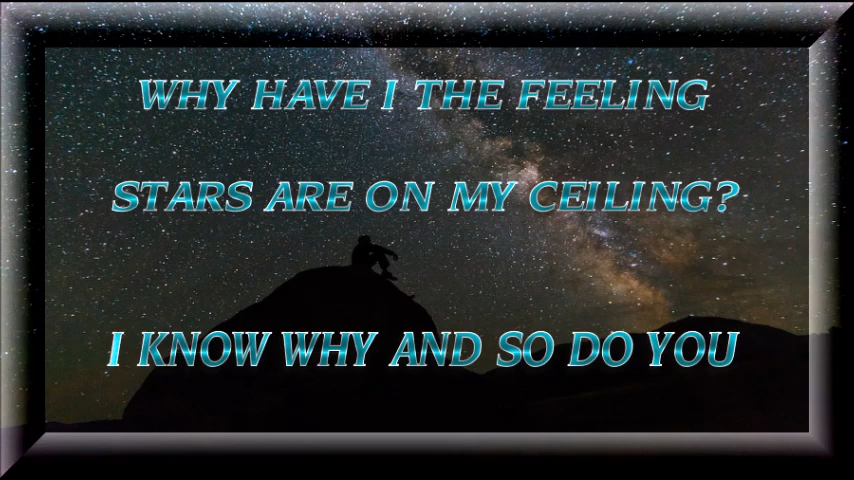 WHY HAVE I THE FEELING
STARS ARE ON MY CEILING?
I KNOW WHY AND SO DO YOU